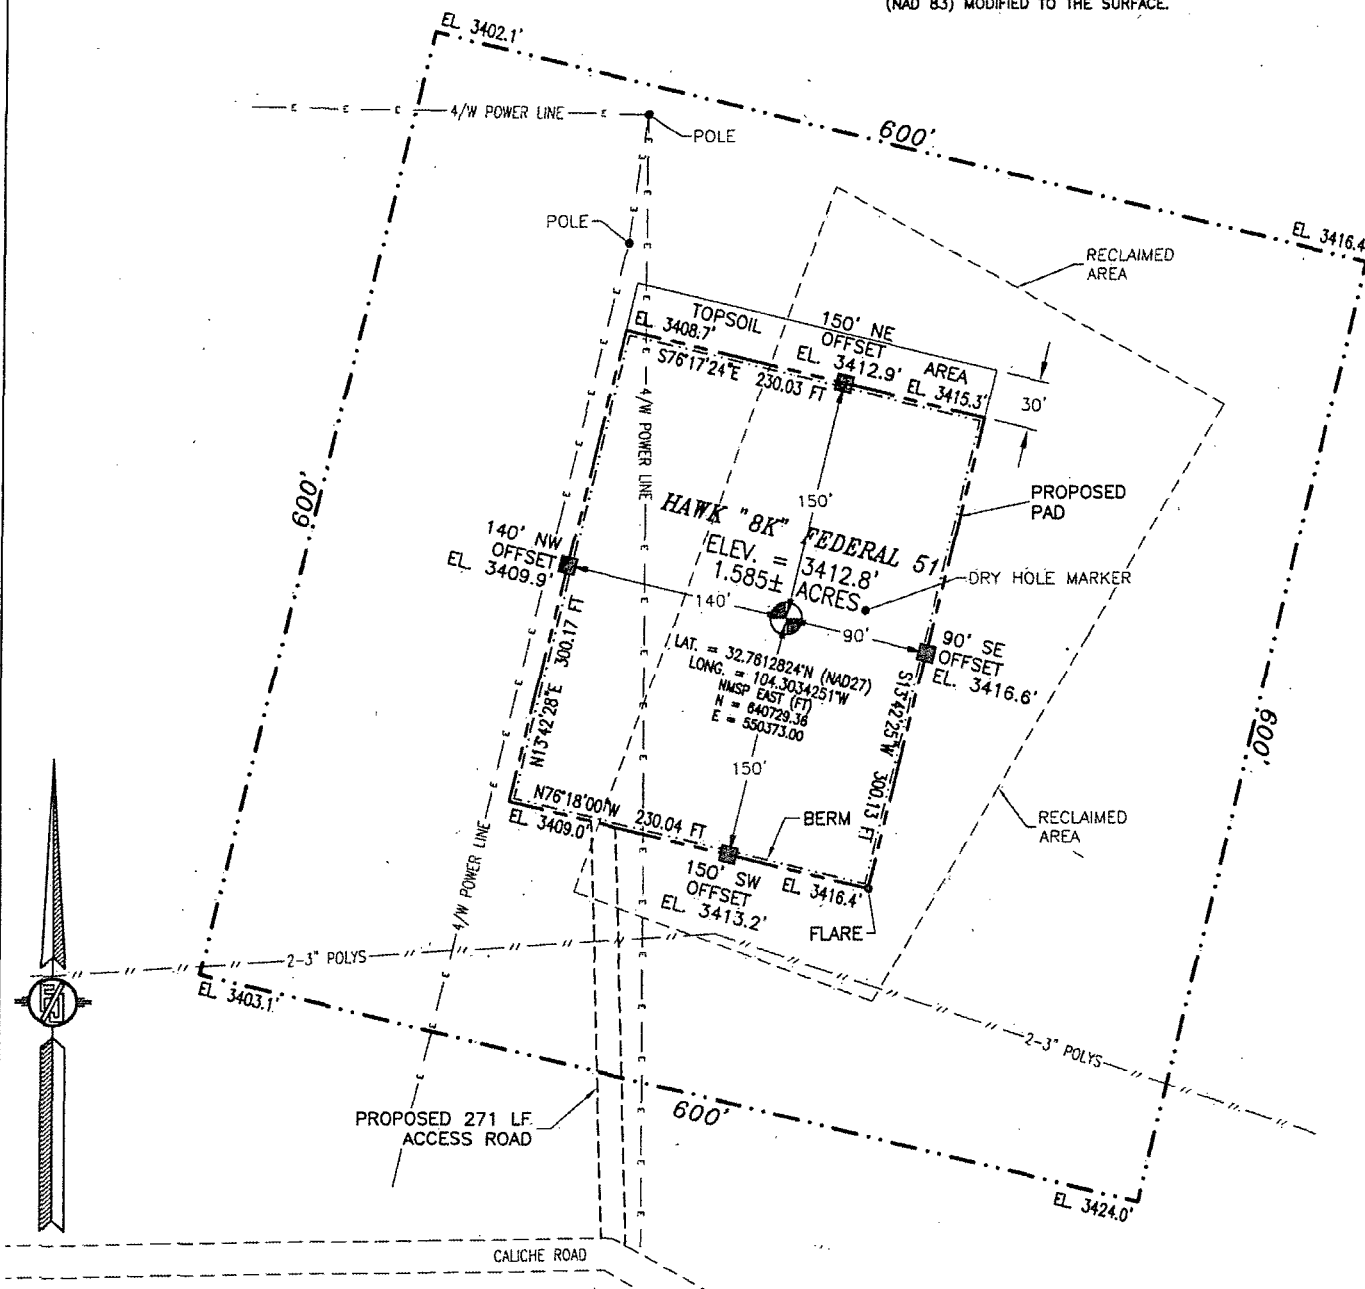 (NAD 83) MODIFIED TO THE SURFACE.
EL. 3402.1'
4/W POWER LINE
POLE
600'
POLE
EL. 3416.4'
RECLAIMED
AREA
TOPSOIL
AREA
150' NE
OFFSET
EL. 3412.9'
EL. 3408.7'
S76°17'24"E 230.03 FT
EL. 3415.3'
30'
4/W POWER LINE
600'
150'
PROPOSED
PAD
HAWK "8K" FEDERAL 51
ELEV. = 3412.8'
1.585± ACRES
DRY HOLE MARKER
140' NW
OFFSET
EL. 3409.9'
140'
90'
90' SE
OFFSET
EL. 3416.6'
LAT. = 32.7612824°N (NAD27)
LONG. = 104.3034251°W
NMSP EAST (FT)
N = 640729.36
E = 550373.00
N13°42'28"E 300.17 FT
S13°42'25"W 300.13 FT
600'
150'
N76°18'00"W 230.04 FT
EL. 3409.0'
BERM
RECLAIMED
AREA
150' SW
OFFSET
EL. 3413.2'
EL. 3416.4'
FLARE
4/W POWER LINE
2-3" POLYS
EL. 3403.1'
2-3" POLYS
PROPOSED 271 LF.
ACCESS ROAD
600'
EL. 3424.0'
CALICHE ROAD